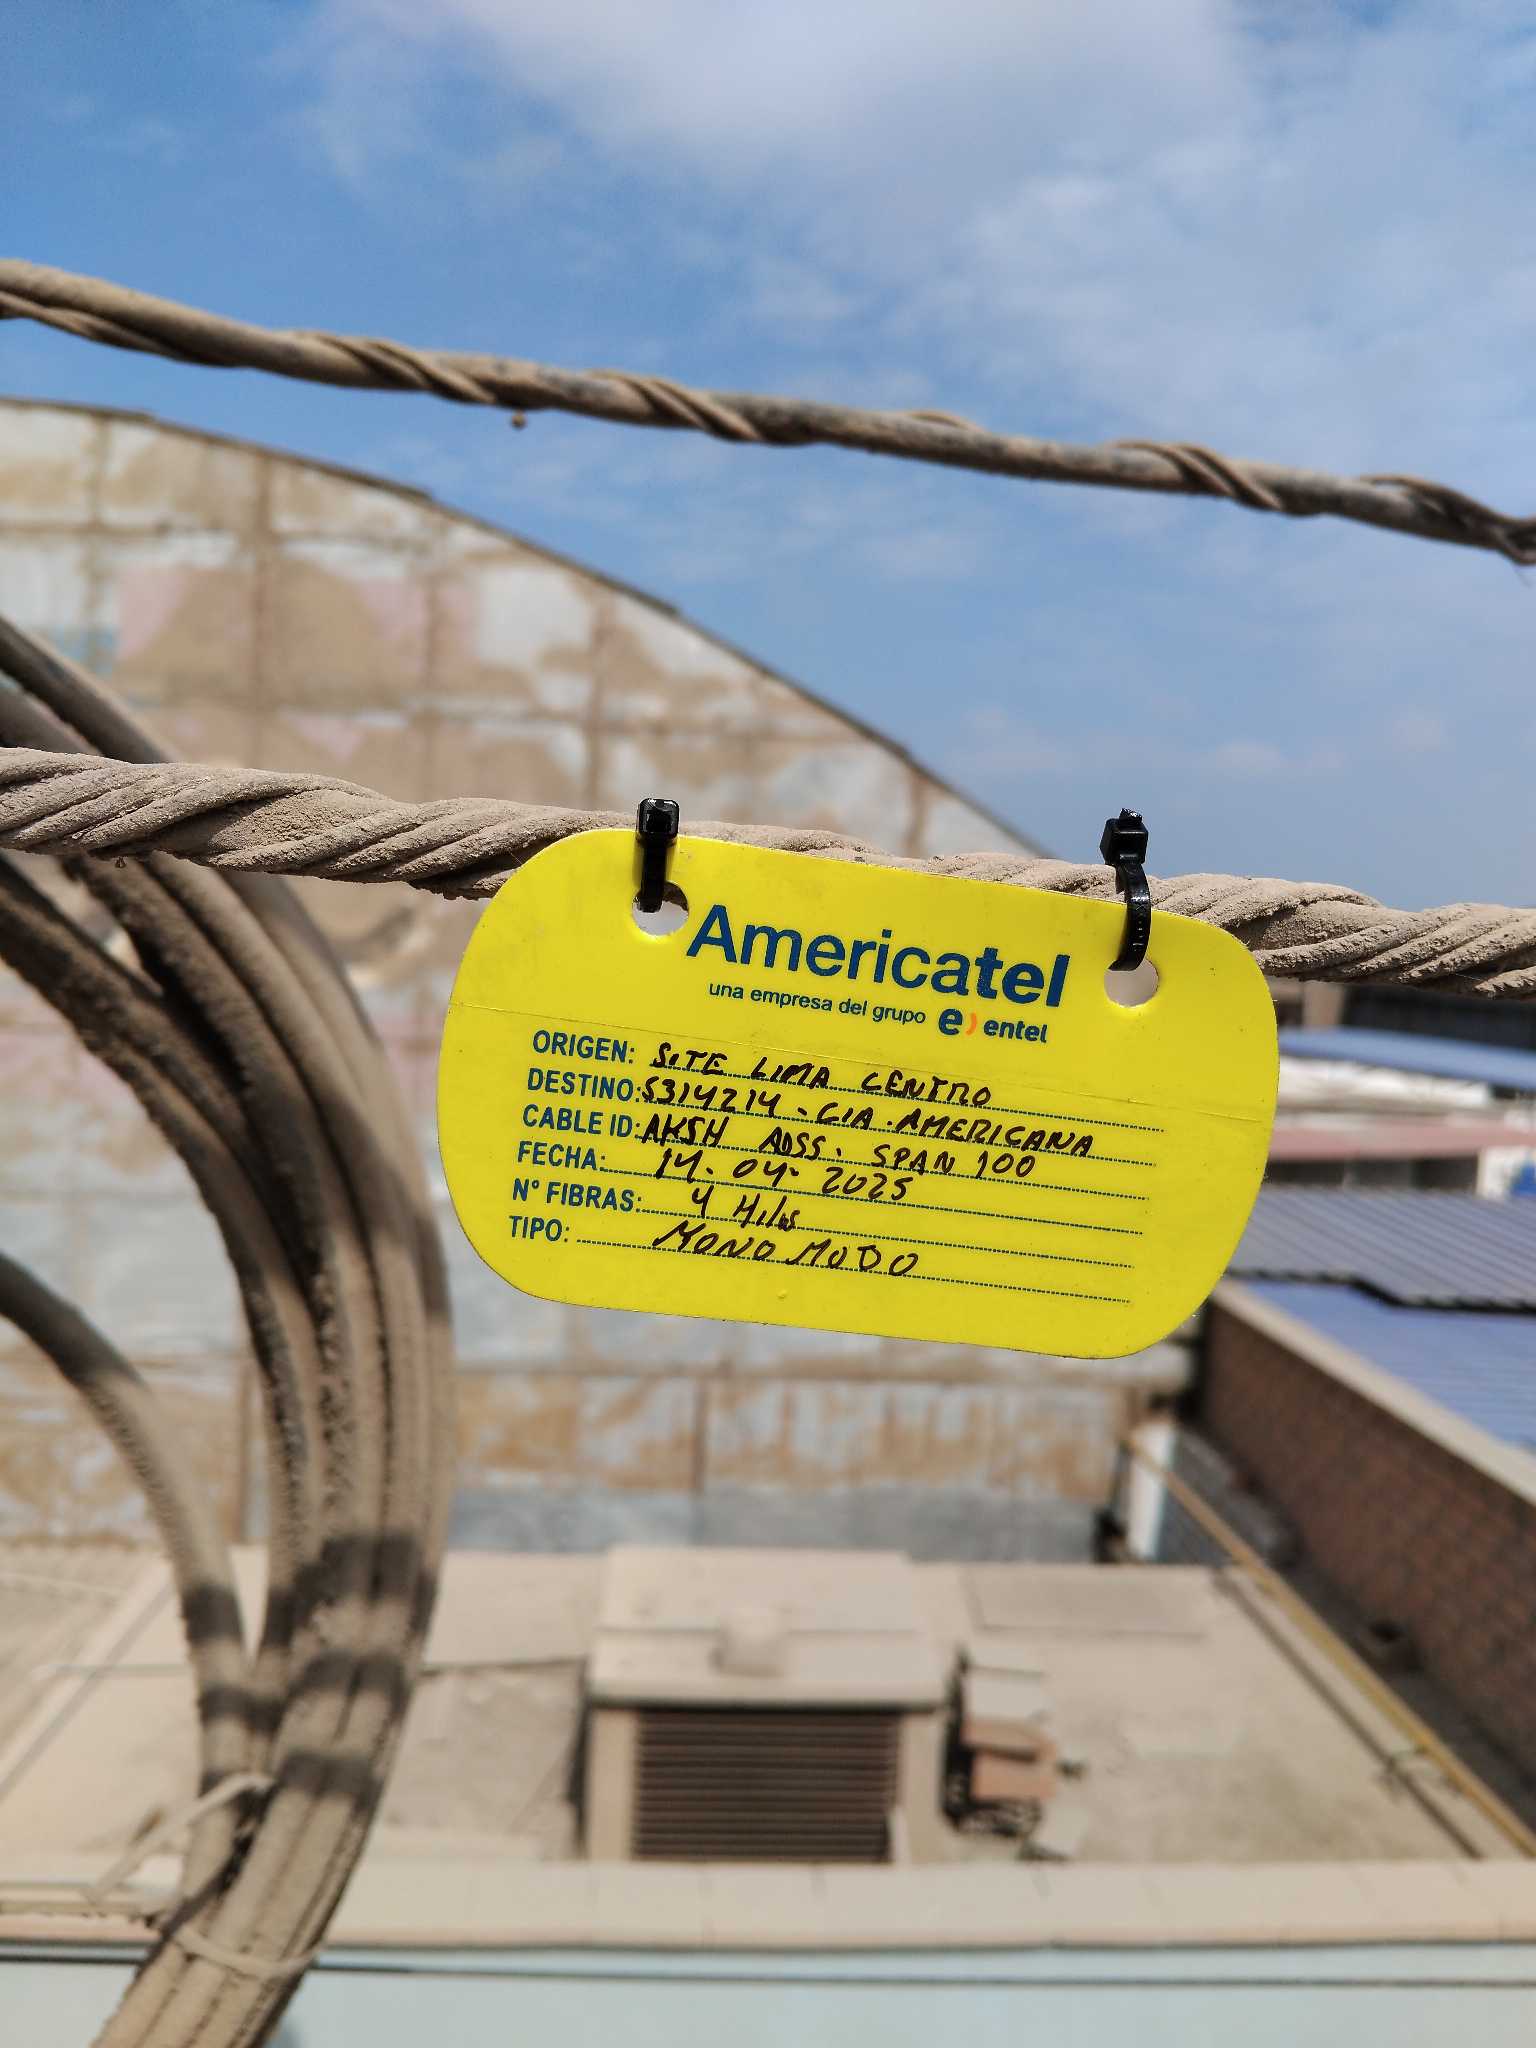 Americatel
una empresa del grupo e) entel
ORIGEN: SITE LIMA CENTRO
DESTINO: 5314214 - CIA. AMERICANA
CABLE ID: AKSH ADSS. SPAN 100
FECHA: 14. 04. 2025
N° FIBRAS: 4 Hilos
TIPO: MONO MODO